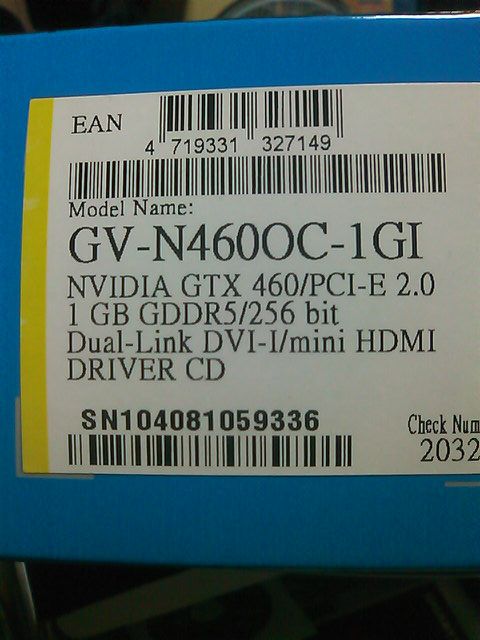 EAN
4 719331 327149
Model Name:
GV-N460OC-1GI
NVIDIA GTX 460/PCI-E 2.0
1 GB GDDR5/256 bit
Dual-Link DVI-I/mini HDMI
DRIVER CD
SN104081059336
Check Num
2032